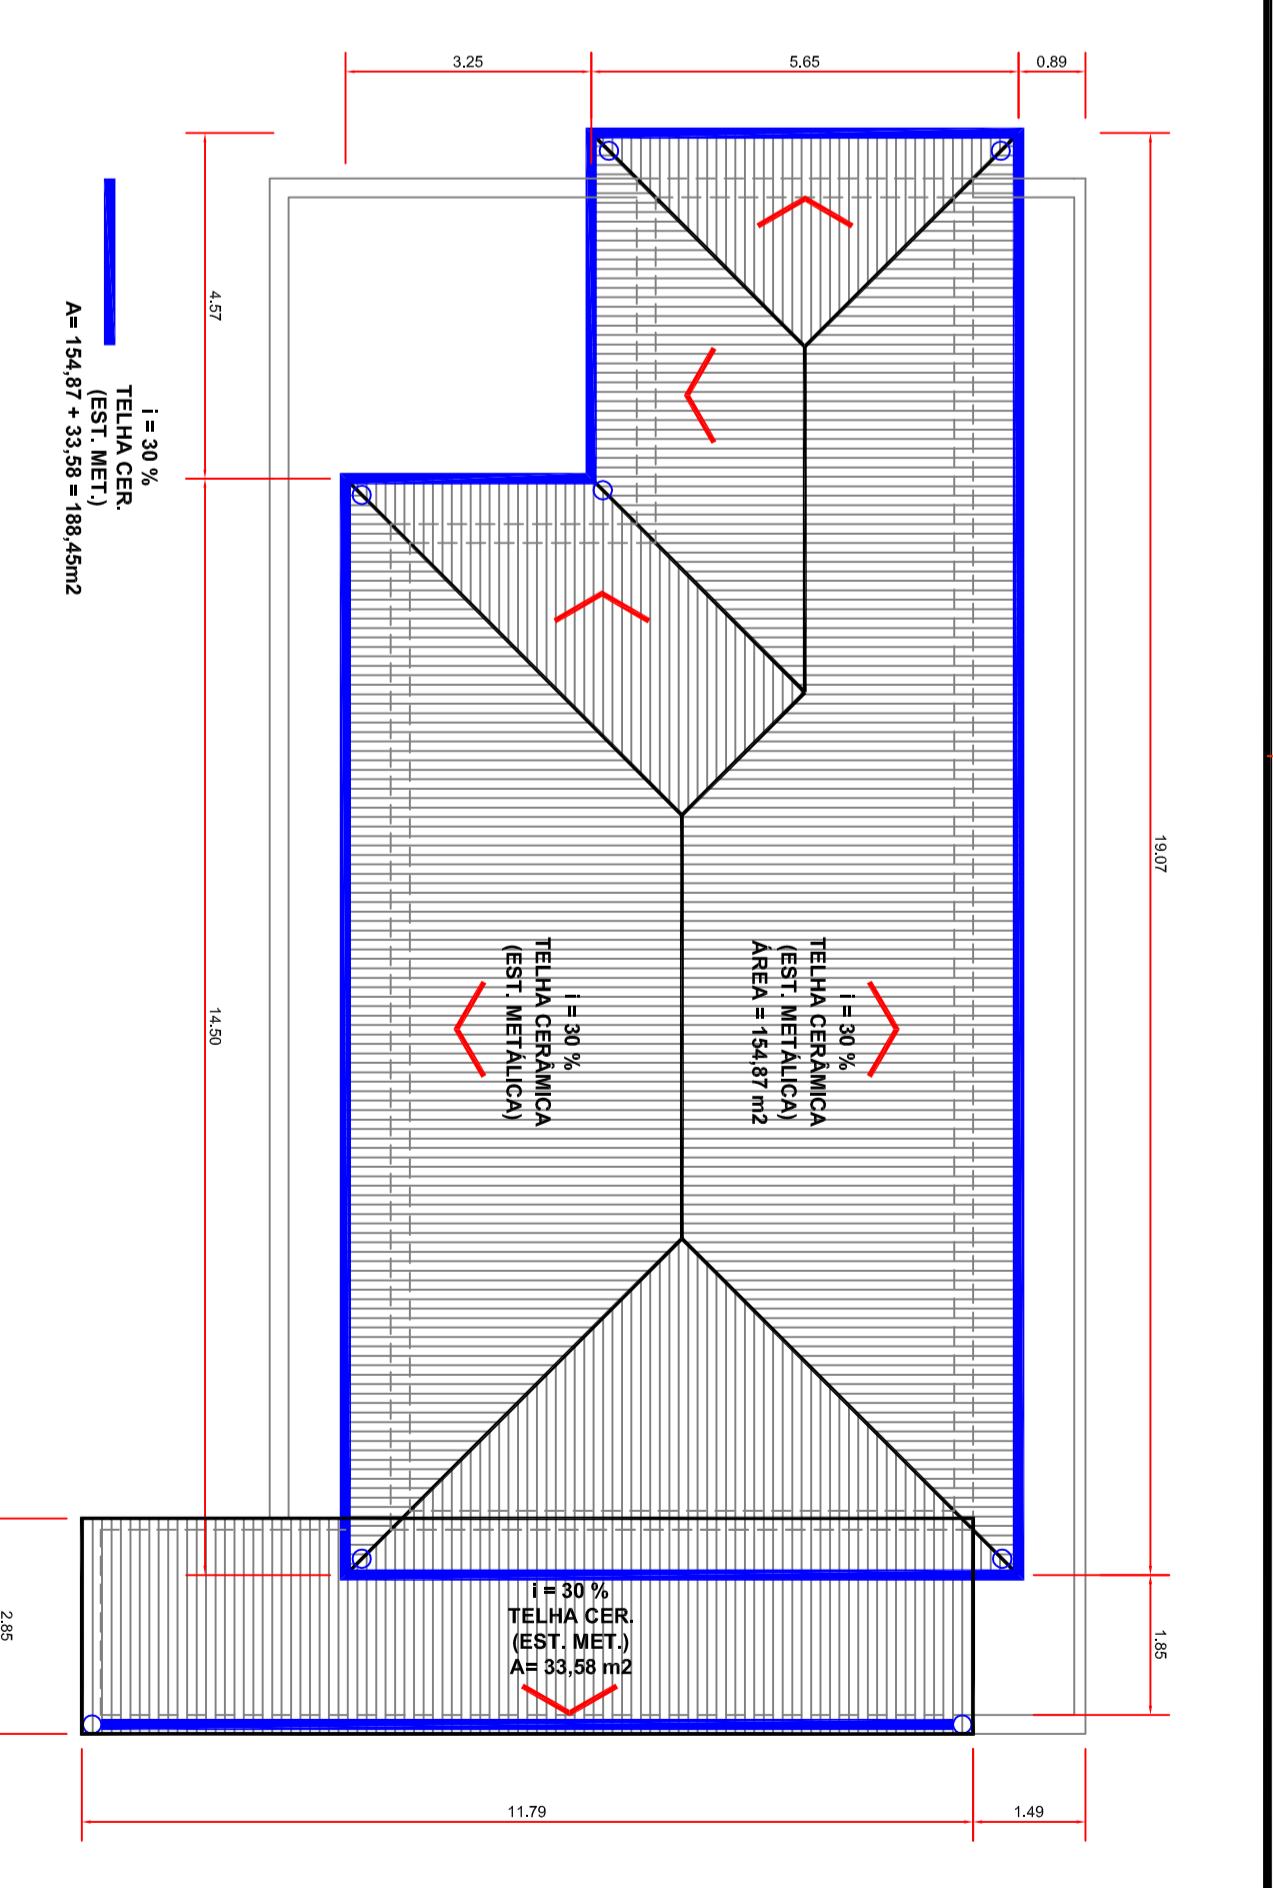 3.25
5.65
0.89
4.57
14.50
19.07
1.85
2.85
11.79
1.49
i = 30 %
TELHA CER.
(EST. MET.)
A= 154,87 + 33,58 = 188,45m2
i = 30 %
TELHA CERÂMICA
(EST. METÁLICA)
i = 30 %
TELHA CERÂMICA
(EST. METÁLICA)
ÁREA = 154,87 m2
i = 30 %
TELHA CER.
(EST. MET.)
A= 33,58 m2